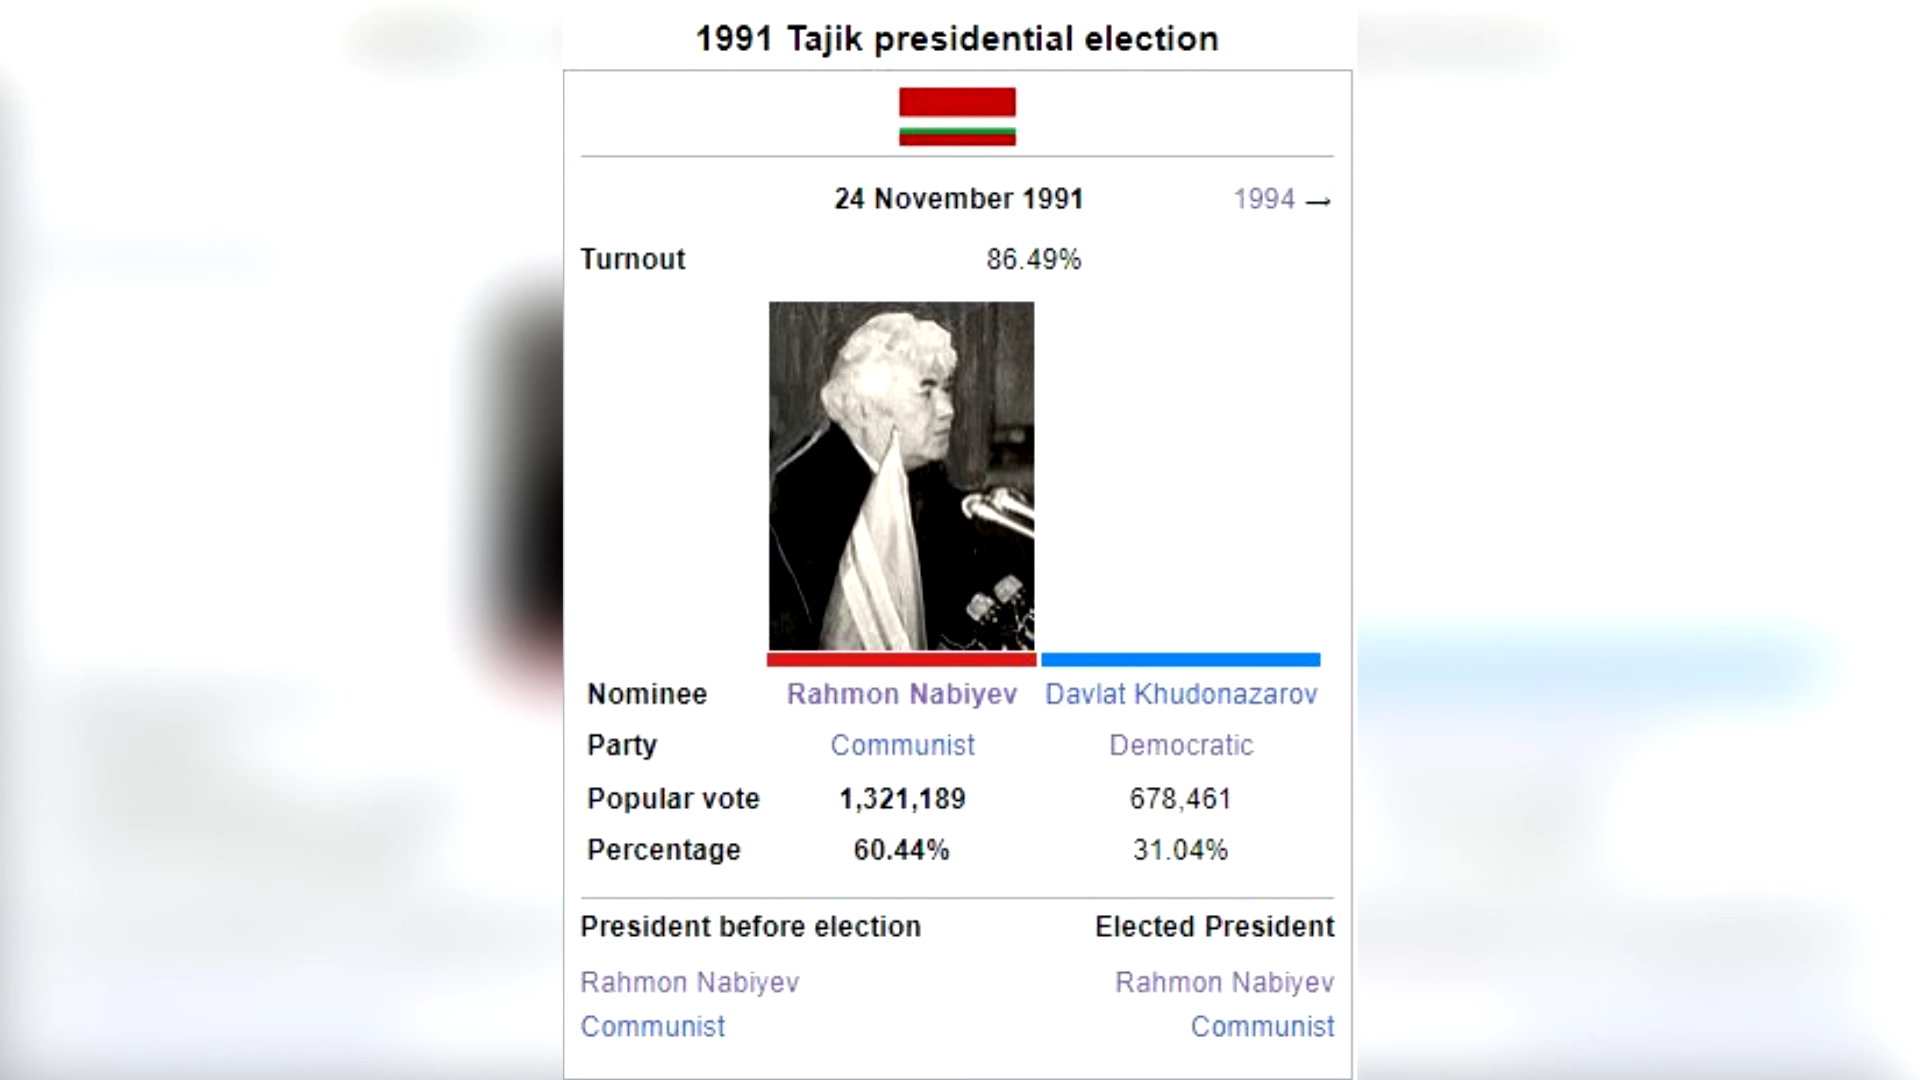 1991 Tajik presidential election
24 November 1991 1994 →
Turnout 86.49%
Nominee Rahmon Nabiyev Davlat Khudonazarov
Party Communist Democratic
Popular vote 1,321,189 678,461
Percentage 60.44% 31.04%
President before election Elected President
Rahmon Nabiyev Rahmon Nabiyev
Communist Communist